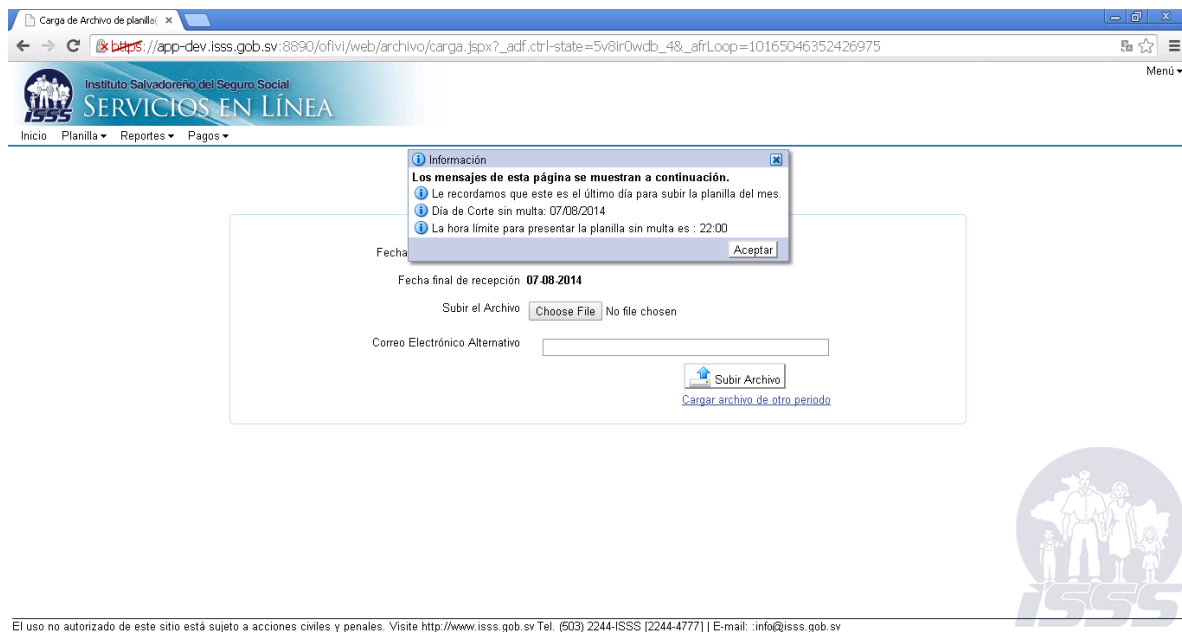 Carga de Archivo de planilla(
https://app-dev.isss.gob.sv:8890/ofivi/web/archivo/carga.jspx?_adf.ctrl-state=5v8ir0wdb_4&_afrLoop=10165046352426975
Menú
Instituto Salvadoreño del Seguro Social
SERVICIOS EN LÍNEA
ISSS
Inicio Planilla Reportes Pagos
Información
Los mensajes de esta página se muestran a continuación.
Le recordamos que este es el último día para subir la planilla del mes.
Día de Corte sin multa: 07/08/2014
La hora límite para presentar la planilla sin multa es : 22:00
Aceptar
Fecha
Fecha final de recepción 07-08-2014
Subir el Archivo Choose File No file chosen
Correo Electrónico Alternativo
Subir Archivo
Cargar archivo de otro periodo
ISSS
El uso no autorizado de este sitio está sujeto a acciones civiles y penales. Visite http://www.isss.gob.sv Tel. (503) 2244-ISSS [2244-4777] | E-mail: :info@isss.gob.sv